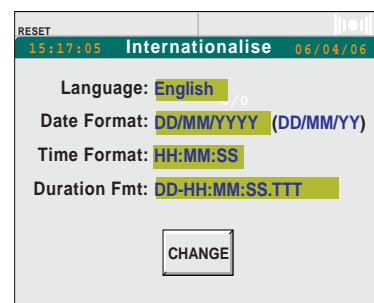 RESET
15:17:05 Internationalise 06/04/06
Language: English
/o
Date Format: DD/MM/YYYY (DD/MM/YY)
Time Format: HH:MM:SS
Duration Fmt: DD-HH:MM:SS.TTT
CHANGE